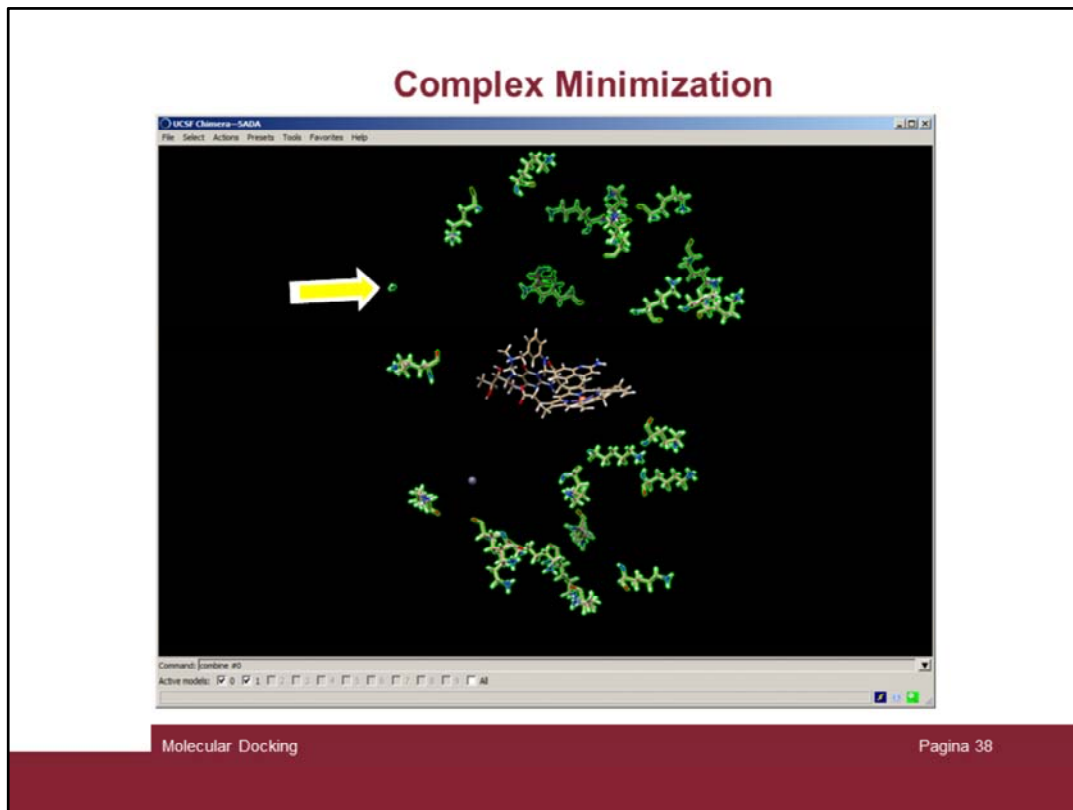 Complex Minimization
UCSF Chimera--SADA
File Select Actions Presets Tools Favorites Help
Command: combine #0
Active models: 0 1 2 3 4 5 6 7 8 9 All
Molecular Docking
Pagina 38